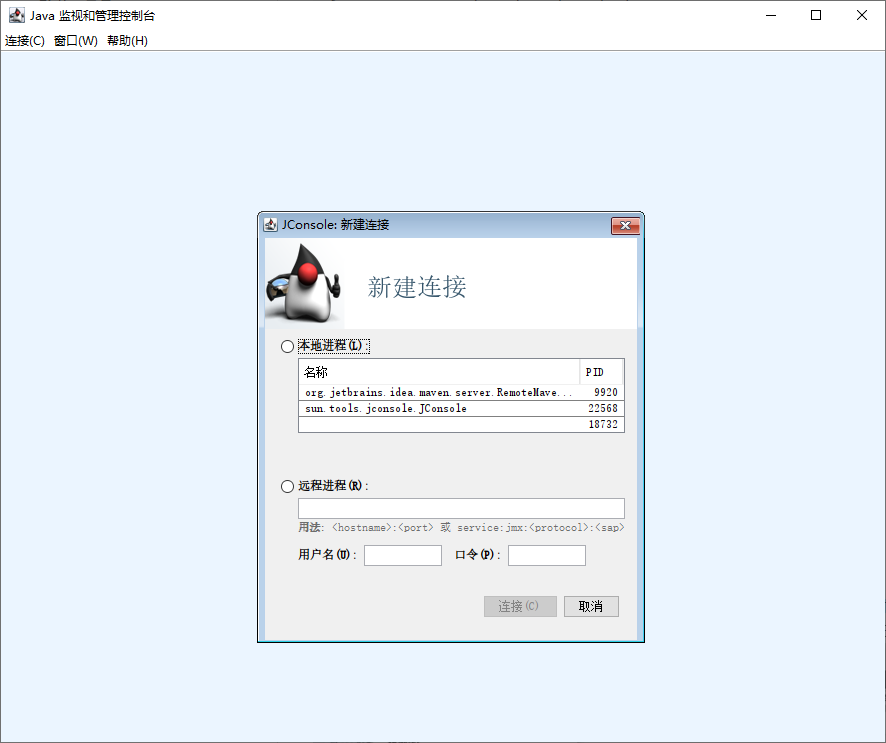 Java 监视和管理控制台
连接(C) 窗口(W) 帮助(H)
JConsole: 新建连接
新建连接
本地进程(L):
名称 PID
org.jetbrains.idea.maven.server.RemoteMave... 9920
sun.tools.jconsole.JConsole 22568
18732
远程进程(R):
用法: <hostname>:<port> 或 service:jmx:<protocol>:<sap>
用户名(U): 口令(P):
连接(C) 取消